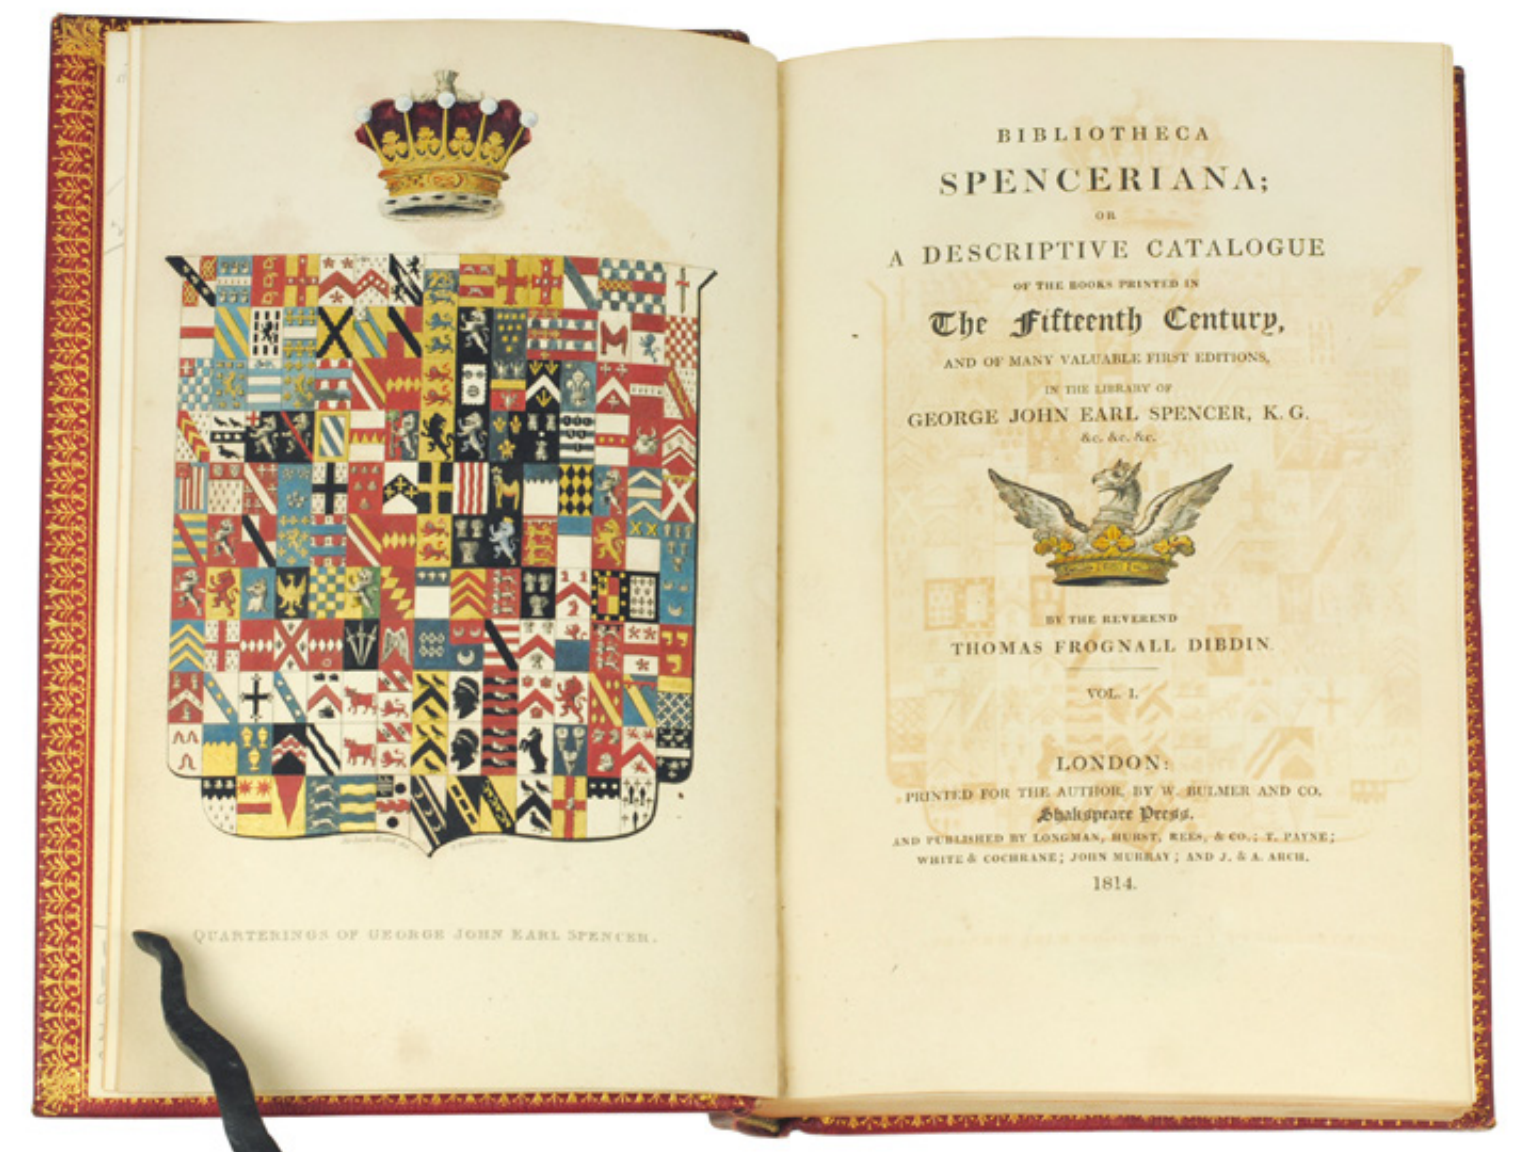 QUARTERINGS OF GEORGE JOHN EARL SPENCER.
BIBLIOTHECA
SPENCERIANA;
OR
A DESCRIPTIVE CATALOGUE
OF THE BOOKS PRINTED IN
The Fifteenth Century,
AND OF MANY VALUABLE FIRST EDITIONS,
IN THE LIBRARY OF
GEORGE JOHN EARL SPENCER, K. G.
&c. &c. &c.
BY THE REVEREND
THOMAS FROGNALL DIBDIN.
VOL. I.
LONDON:
PRINTED FOR THE AUTHOR, BY W. BULMER AND CO.
Shakspeare Press.
AND PUBLISHED BY LONGMAN, HURST, REES, & CO.; T. PAYNE;
WHITE & COCHRANE; JOHN MURRAY; AND J. & A. ARCH.
1814.